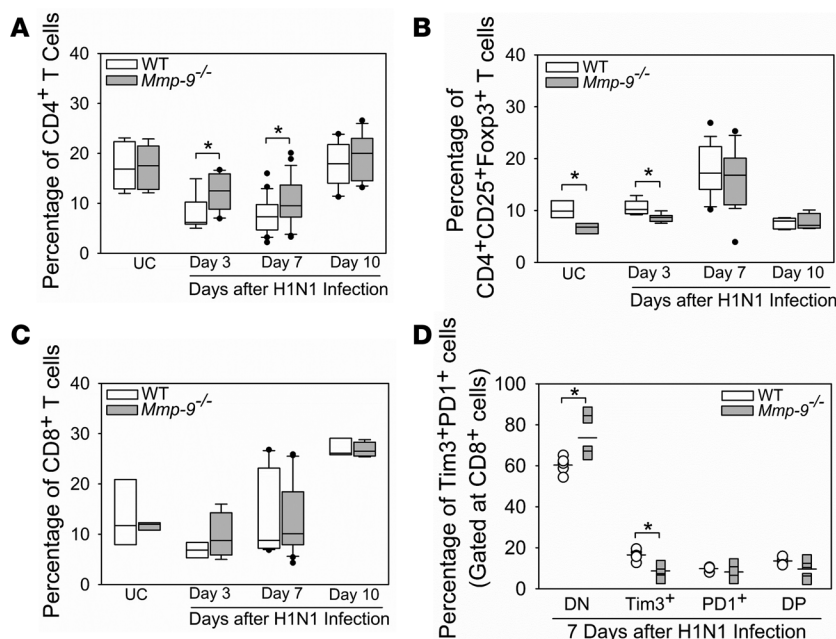 A
Percentage of CD4+ T Cells
40
30
20
10
0
WT
Mmp-9-/-
*
*
UC
Day 3
Day 7
Day 10
Days after H1N1 Infection
B
Percentage of
CD4+CD25+Foxp3+ T cells
40
30
20
10
0
WT
Mmp-9-/-
*
*
UC
Day 3
Day 7
Day 10
Days after H1N1 Infection
C
Percentage of CD8+ T cells
40
30
20
10
0
WT
Mmp-9-/-
UC
Day 3
Day 7
Day 10
Days after H1N1 Infection
D
Percentage of Tim3+PD1+ cells
(Gated at CD8+ cells)
100
80
60
40
20
0
WT
Mmp-9-/-
*
*
DN
Tim3+
PD1+
DP
7 Days after H1N1 Infection